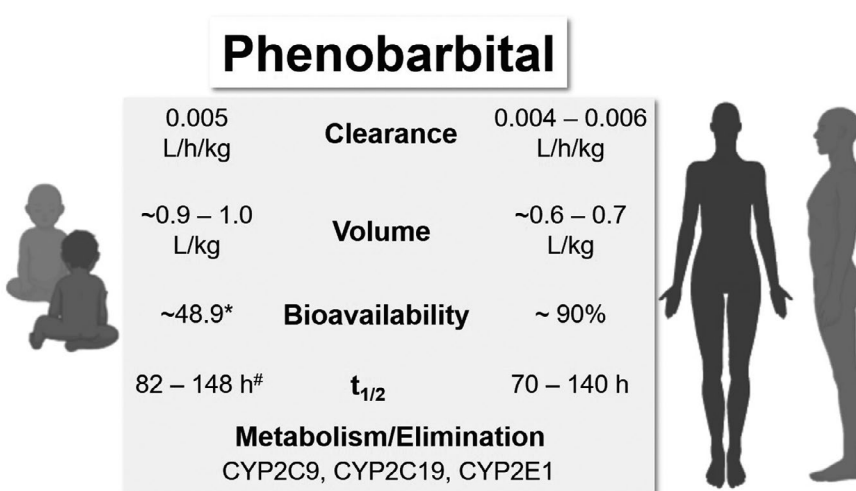 Phenobarbital
0.005
L/h/kg
Clearance
0.004 – 0.006
L/h/kg
~0.9 – 1.0
L/kg
Volume
~0.6 – 0.7
L/kg
~48.9*
Bioavailability
~ 90%
82 – 148 h#
t1/2
70 – 140 h
Metabolism/Elimination
CYP2C9, CYP2C19, CYP2E1